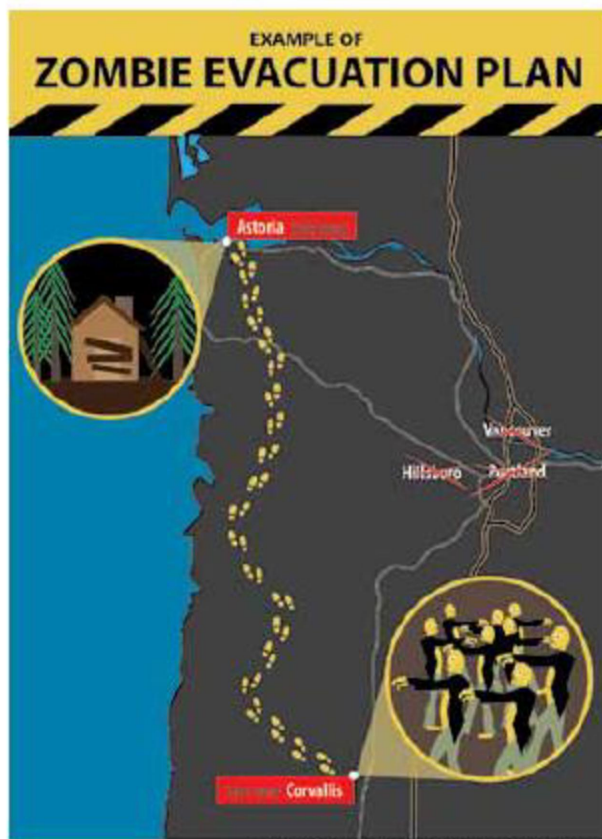 EXAMPLE OF
ZOMBIE EVACUATION PLAN
Astoria
Vancouver
Hillsboro
Portland
Corvallis